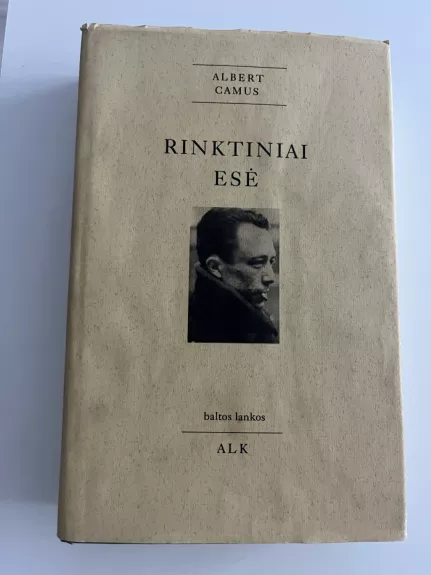 ALBERT
CAMUS
RINKTINIAI
ESĖ
baltos lankos
ALK